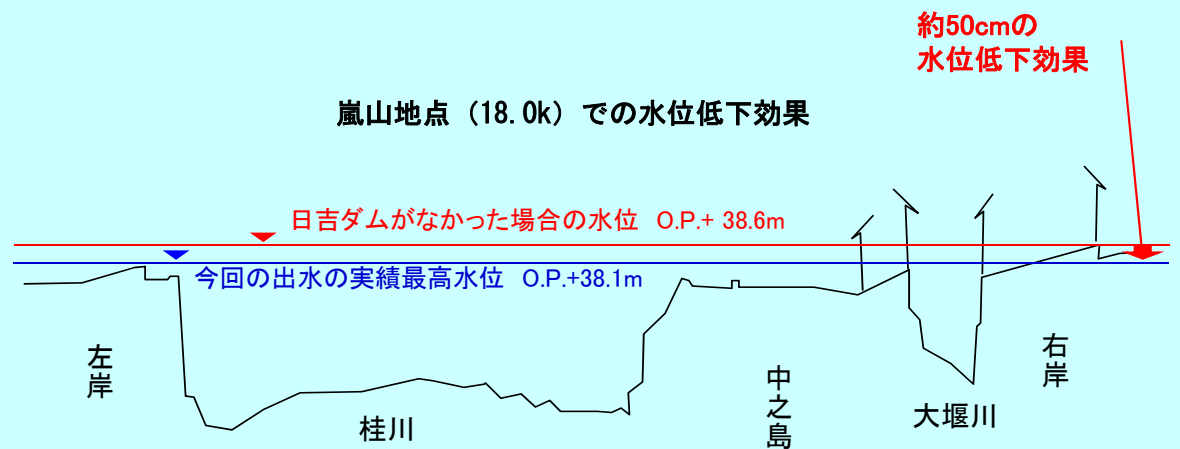 約50cmの
水位低下効果
嵐山地点（18.0k）での水位低下効果
日吉ダムがなかった場合の水位 O.P.+ 38.6m
今回の出水の実績最高水位 O.P.+38.1m
左岸
桂川
中之島
大堰川
右岸